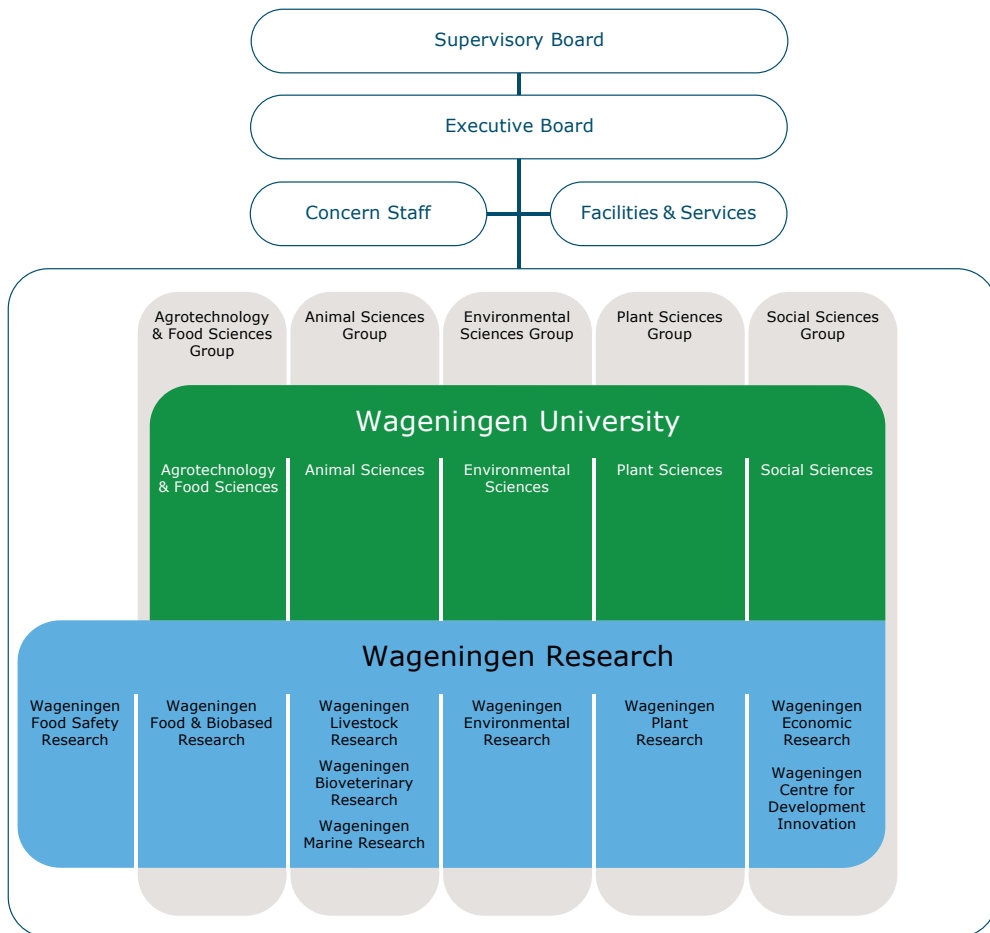 Supervisory Board
Executive Board
Concern Staff
Facilities & Services
Agrotechnology
& Food Sciences
Group
Animal Sciences
Group
Environmental
Sciences Group
Plant Sciences
Group
Social Sciences
Group
Wageningen University
Agrotechnology
& Food Sciences
Animal Sciences
Environmental
Sciences
Plant Sciences
Social Sciences
Wageningen Research
Wageningen
Food Safety
Research
Wageningen
Food & Biobased
Research
Wageningen
Livestock
Research
Wageningen
Bioveterinary
Research
Wageningen
Marine Research
Wageningen
Environmental
Research
Wageningen
Plant
Research
Wageningen
Economic
Research
Wageningen
Centre for
Development
Innovation